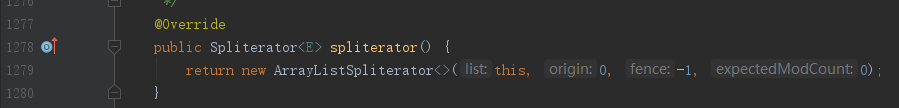 1276 */
1277 @Override
1278 public Spliterator<E> spliterator() {
1279 return new ArrayListSpliterator<>( list: this, origin: 0, fence: -1, expectedModCount: 0);
1280 }